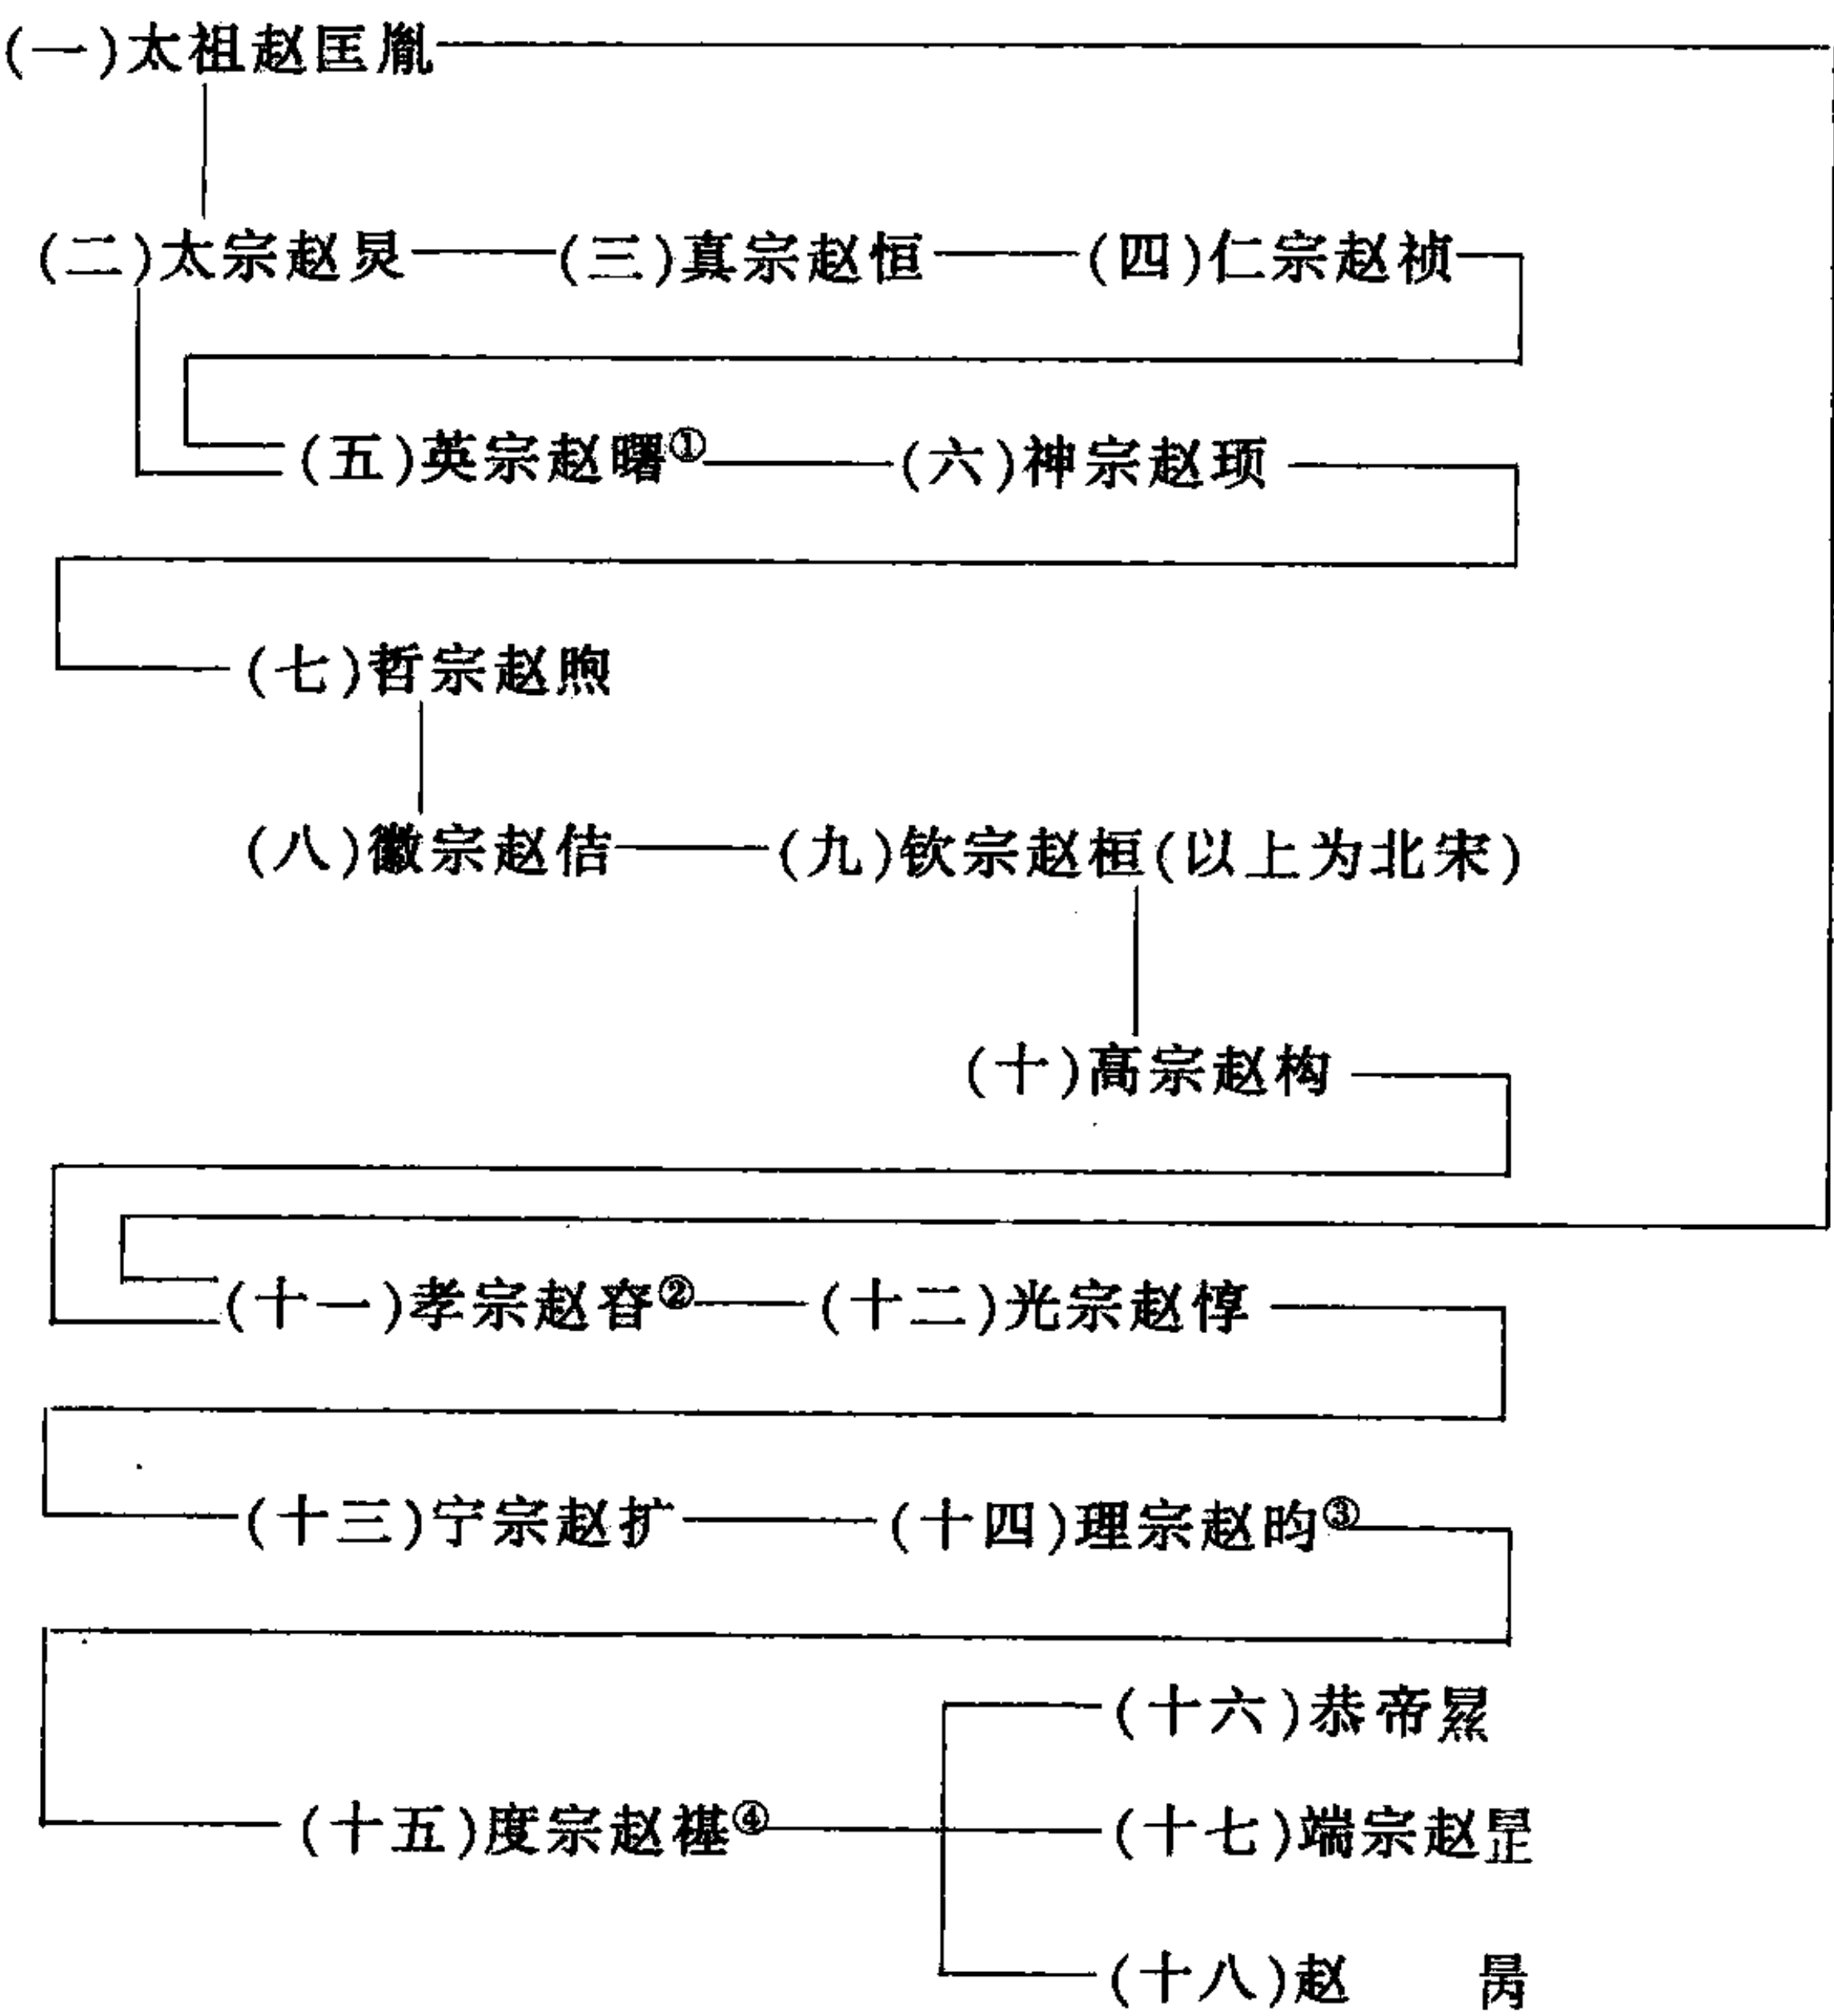 (一)太祖赵匡胤
(二)太宗赵炅
(三)真宗赵恒
(四)仁宗赵祯
(五)英宗赵曙①
(六)神宗赵顼
(七)哲宗赵煦
(八)徽宗赵佶
(九)钦宗赵桓(以上为北宋)
(十)高宗赵构
(十一)孝宗赵昚②
(十二)光宗赵惇
(十三)宁宗赵扩
(十四)理宗赵昀③
(十五)度宗赵禥④
(十六)恭帝㬎
(十七)端宗赵昰
(十八)赵 昺